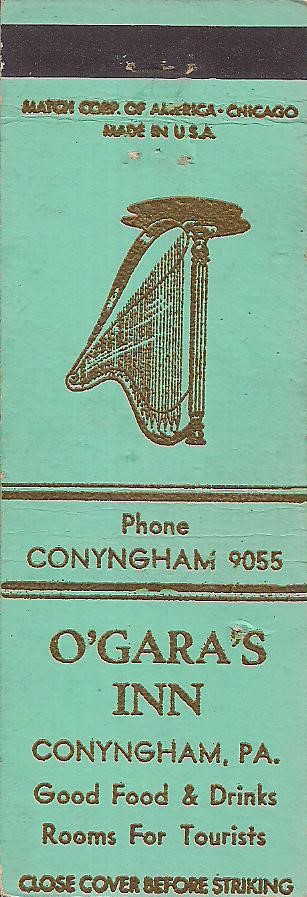 MATCH CORP. OF AMERICA · CHICAGO
MADE IN U S.A.
Phone
CONYNGHAM 9055
O'GARA'S
INN
CONYNGHAM, PA.
Good Food & Drinks
Rooms For Tourists
CLOSE COVER BEFORE STRIKING